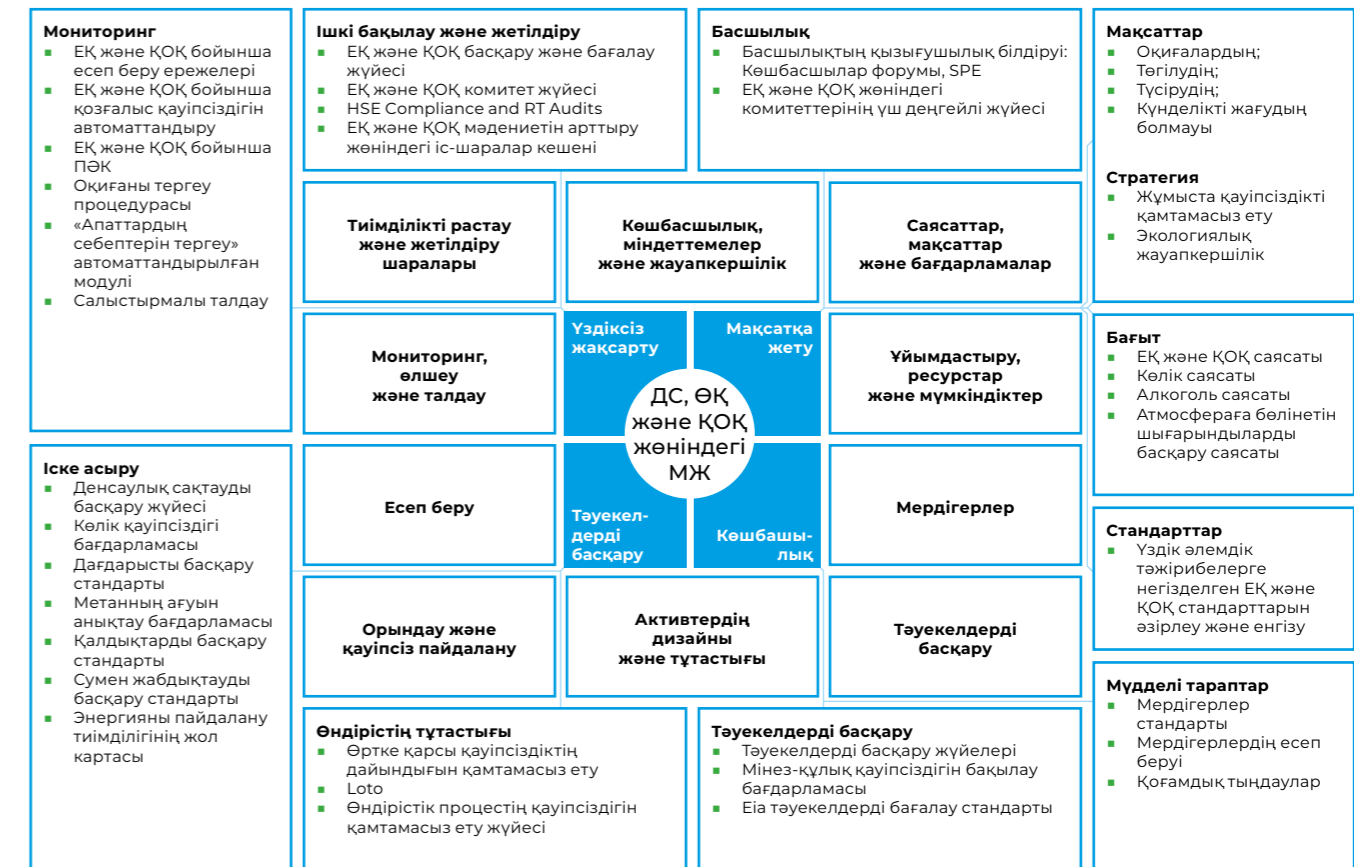 Мониторинг
▪ ЕҚ және ҚОҚ бойынша
есеп беру ережелері
▪ ЕҚ және ҚОҚ бойынша
қозғалыс қауіпсіздігін
автоматтандыру
▪ ЕҚ және ҚОҚ бойынша
ПӘК
▪ Оқиғаны тергеу
процедурасы
▪ «Апаттардың
себептерін тергеу»
автоматтандырылған
модулі
▪ Салыстырмалы талдау
Ішкі бақылау және жетілдіру
▪ ЕҚ және ҚОҚ басқару және бағалау
жүйесі
▪ ЕҚ және ҚОҚ комитет жүйесі
▪ HSE Compliance and RT Audits
▪ ЕҚ және ҚОҚ мәдениетін арттыру
жөніндегі іс-шаралар кешені
Басшылық
▪ Басшылықтың қызығушылық білдіруі:
Көшбасшылар форумы, SPE
▪ ЕҚ және ҚОҚ жөніндегі
комитеттерінің үш деңгейлі жүйесі
Мақсаттар
▪ Оқиғалардың;
▪ Төгілудің;
▪ Түсірудің;
▪ Күнделікті жағудың
болмауы
Стратегия
▪ Жұмыста қауіпсіздікті
қамтамасыз ету
▪ Экологиялық
жауапкершілік
Тиімділікті растау
және жетілдіру
шаралары
Көшбасшылық,
міндеттемелер
және жауапкершілік
Саясаттар,
мақсаттар
және бағдарламалар
Мониторинг,
өлшеу
және талдау
Үздіксіз
жақсарту
Мақсатқа
жету
Ұйымдастыру,
ресурстар
және мүмкіндіктер
ДС, ӨҚ
және ҚОҚ
жөніндегі
МЖ
Бағыт
▪ ЕҚ және ҚОҚ саясаты
▪ Көлік саясаты
▪ Алкоголь саясаты
▪ Атмосфераға бөлінетін
шығарындыларды
басқару саясаты
Іске асыру
▪ Денсаулық сақтауды
басқару жүйесі
▪ Көлік қауіпсіздігі
бағдарламасы
▪ Дағдарысты басқару
стандарты
▪ Метанның ағуын
анықтау бағдарламасы
▪ Қалдықтарды басқару
стандарты
▪ Сумен жабдықтауды
басқару стандарты
▪ Энергияны пайдалану
тиімділігінің жол
картасы
Есеп беру
Тәуекел-
дерді
басқару
Көшбашы-
лық
Мердігерлер
Стандарттар
▪ Үздік әлемдік
тәжірибелерге
негізделген ЕҚ және
ҚОҚ стандарттарын
әзірлеу және енгізу
Орындау және
қауіпсіз пайдалану
Активтердің
дизайны
және тұтастығы
Тәуекелдерді
басқару
Мүдделі тараптар
▪ Мердігерлер
стандарты
▪ Мердігерлердің есеп
беруі
▪ Қоғамдық тыңдаулар
Өндірістің тұтастығы
▪ Өртке қарсы қауіпсіздіктің
дайындығын қамтамасыз ету
▪ Loto
▪ Өндірістік процестің қауіпсіздігін
қамтамасыз ету жүйесі
Тәуекелдерді басқару
▪ Тәуекелдерді басқару жүйелері
▪ Мінез-құлық қауіпсіздігін бақылау
бағдарламасы
▪ Eia тәуекелдерді бағалау стандарты